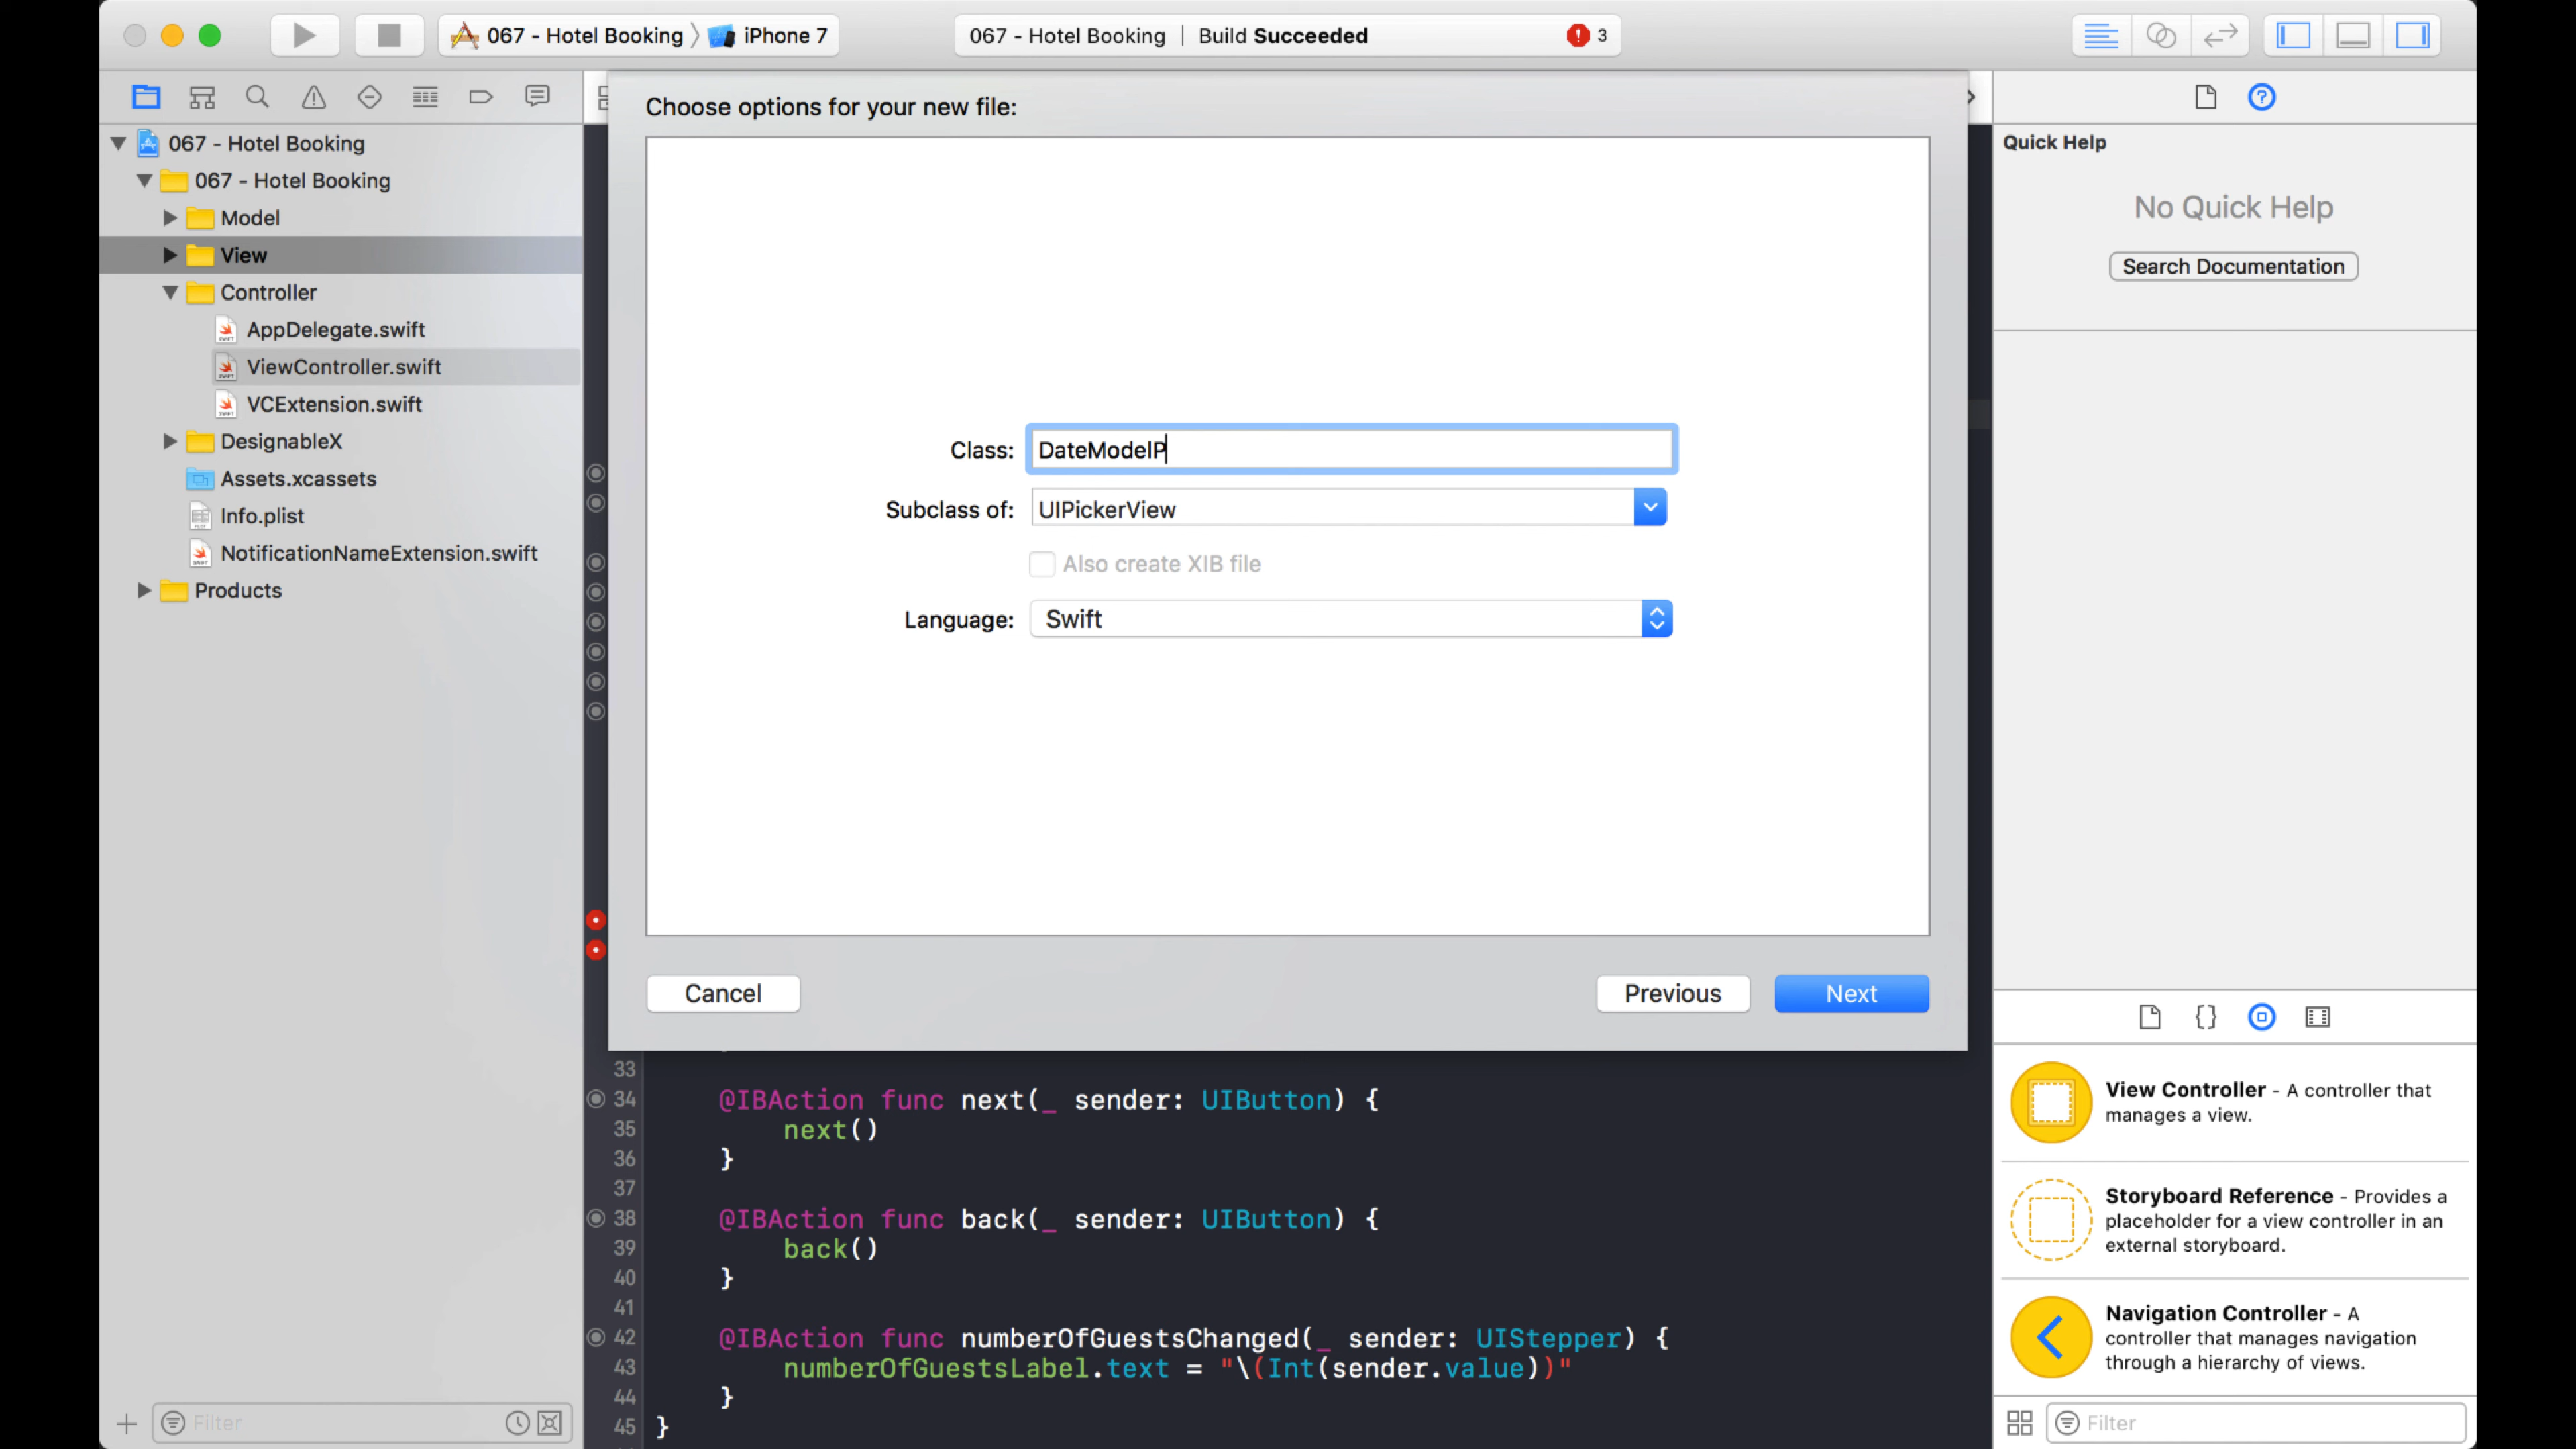 067 - Hotel Booking
iPhone 7
067 - Hotel Booking | Build Succeeded
3
067 - Hotel Booking
067 - Hotel Booking
Model
View
Controller
AppDelegate.swift
ViewController.swift
VCExtension.swift
DesignableX
Assets.xcassets
Info.plist
NotificationNameExtension.swift
Products
Filter
Choose options for your new file:
Class: DateModelP
Subclass of: UIPickerView
Also create XIB file
Language: Swift
Cancel
Previous
Next
33
34 @IBAction func next(_ sender: UIButton) {
35 next()
36 }
37
38 @IBAction func back(_ sender: UIButton) {
39 back()
40 }
41
42 @IBAction func numberOfGuestsChanged(_ sender: UIStepper) {
43 numberOfGuestsLabel.text = "\(Int(sender.value))"
44 }
45 }
Quick Help
No Quick Help
Search Documentation
{}
View Controller - A controller that
manages a view.
Storyboard Reference - Provides a
placeholder for a view controller in an
external storyboard.
Navigation Controller - A
controller that manages navigation
through a hierarchy of views.
Filter